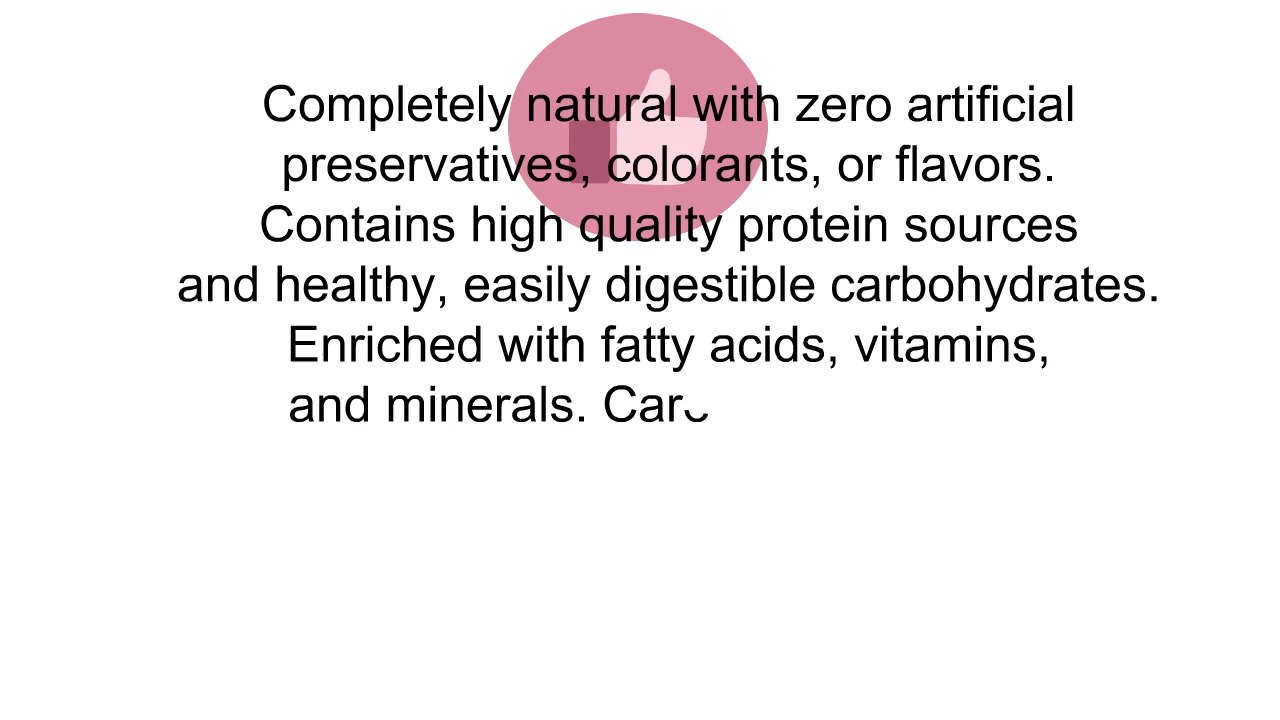 Completely natural with zero artificial
preservatives, colorants, or flavors.
Contains high quality protein sources
and healthy, easily digestible carbohydrates.
Enriched with fatty acids, vitamins,
and minerals.